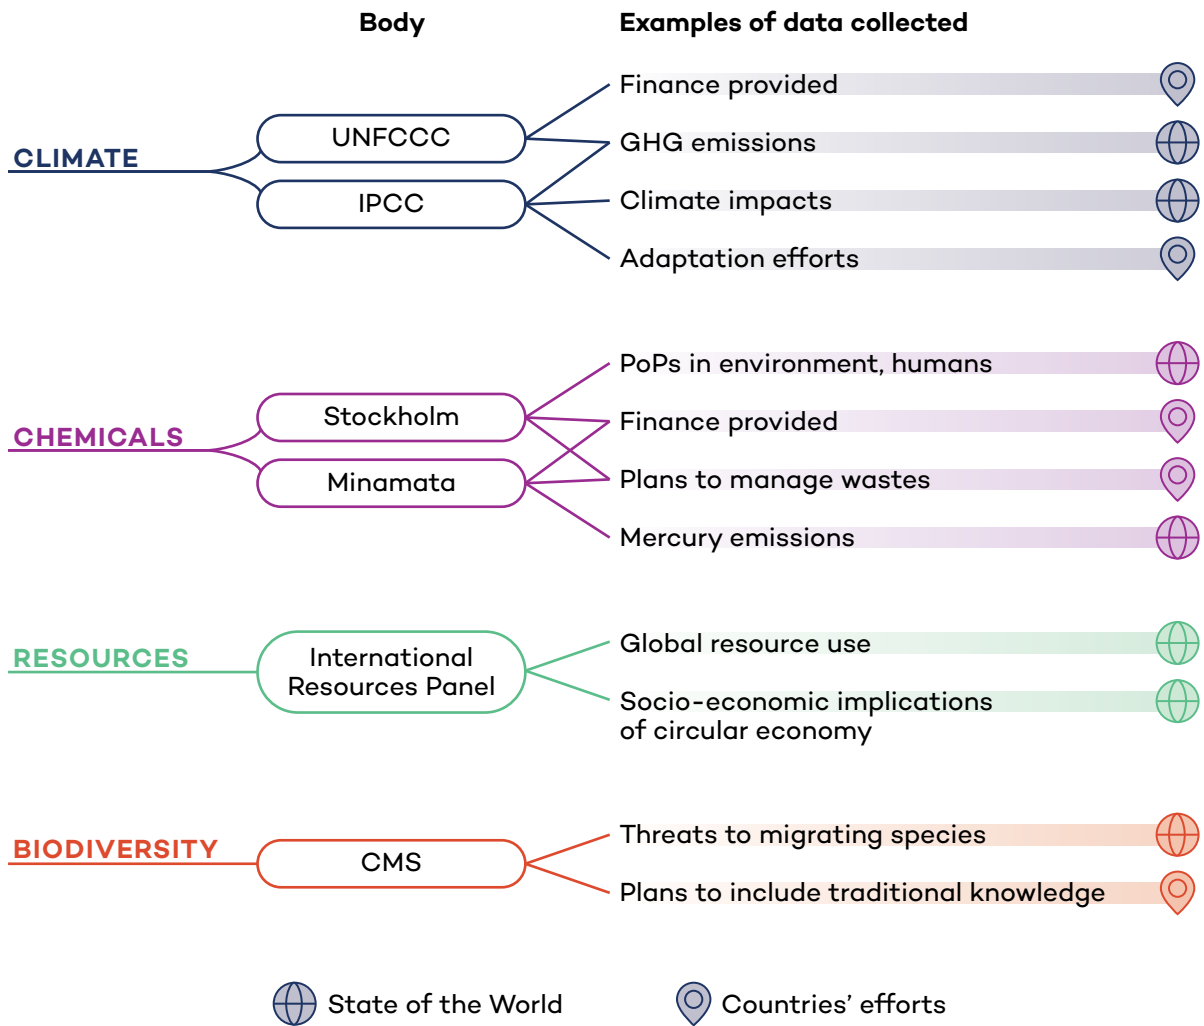 Body
Examples of data collected
CLIMATE
UNFCCC
IPCC
Finance provided
GHG emissions
Climate impacts
Adaptation efforts
CHEMICALS
Stockholm
Minamata
PoPs in environment, humans
Finance provided
Plans to manage wastes
Mercury emissions
RESOURCES
International
Resources Panel
Global resource use
Socio-economic implications
of circular economy
BIODIVERSITY
CMS
Threats to migrating species
Plans to include traditional knowledge
State of the World
Countries’ efforts